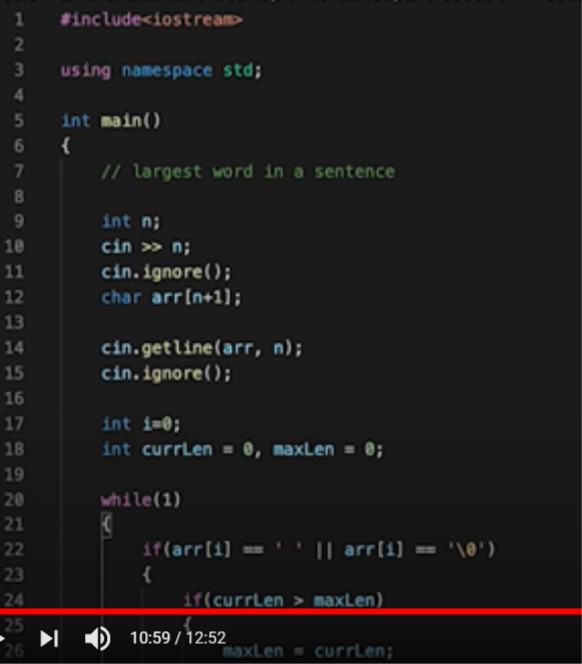 1 #include<iostream>
2
3 using namespace std;
4
5 int main()
6 {
7 // largest word in a sentence
8
9 int n;
10 cin >> n;
11 cin.ignore();
12 char arr[n+1];
13
14 cin.getline(arr, n);
15 cin.ignore();
16
17 int i=0;
18 int currLen = 0, maxLen = 0;
19
20 while(1)
21 {
22 if(arr[i] == ' ' || arr[i] == '\0')
23 {
24 if(currLen > maxLen)
25 {
10:59 / 12:52
26 maxLen = currLen;